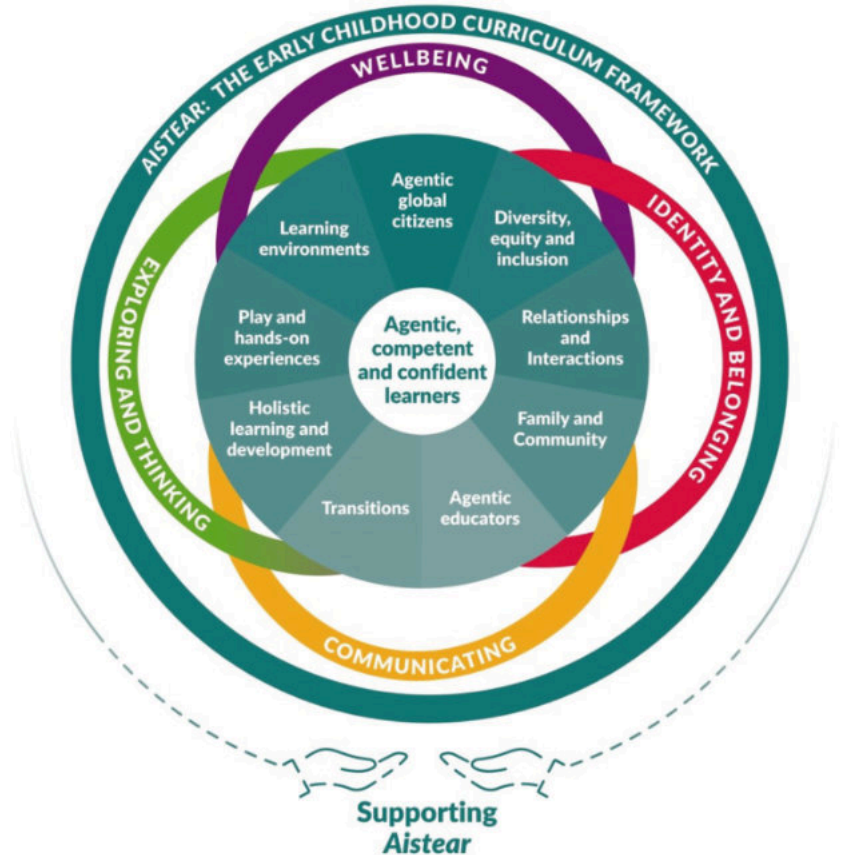 AISTEAR: THE EARLY CHILDHOOD CURRICULUM FRAMEWORK
WELLBEING
IDENTITY AND BELONGING
COMMUNICATING
EXPLORING AND THINKING
Agentic
global
citizens
Diversity,
equity and
inclusion
Relationships
and
Interactions
Family and
Community
Agentic
educators
Transitions
Holistic
learning and
development
Play and
hands-on
experiences
Learning
environments
Agentic,
competent
and confident
learners
Supporting
Aistear